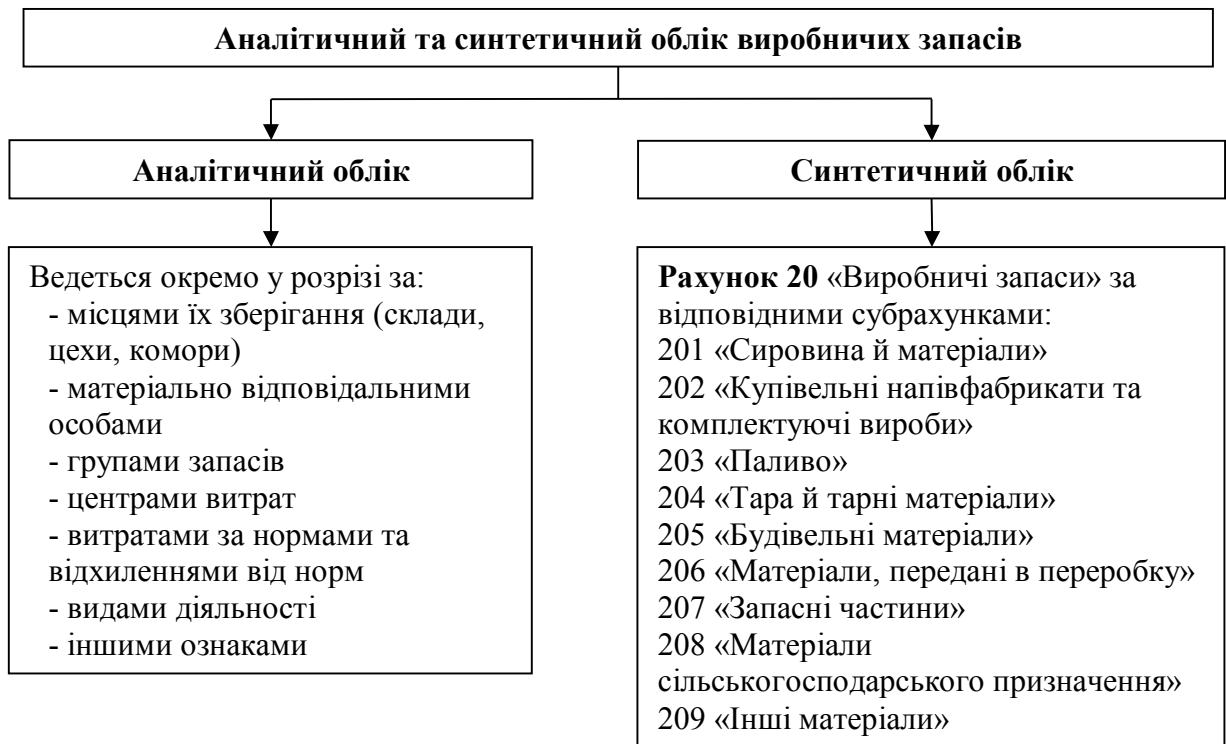 Аналітичний та синтетичний облік виробничих запасів
Аналітичний облік
Ведеться окремо у розрізі за:
- місцями їх зберігання (склади,
цехи, комори)
- матеріально відповідальними
особами
- групами запасів
- центрами витрат
- витратами за нормами та
відхиленнями від норм
- видами діяльності
- іншими ознаками
Синтетичний облік
Рахунок 20 «Виробничі запаси» за
відповідними субрахунками:
201 «Сировина й матеріали»
202 «Купівельні напівфабрикати та
комплектуючі вироби»
203 «Паливо»
204 «Тара й тарні матеріали»
205 «Будівельні матеріали»
206 «Матеріали, передані в переробку»
207 «Запасні частини»
208 «Матеріали
сільськогосподарського призначення»
209 «Інші матеріали»